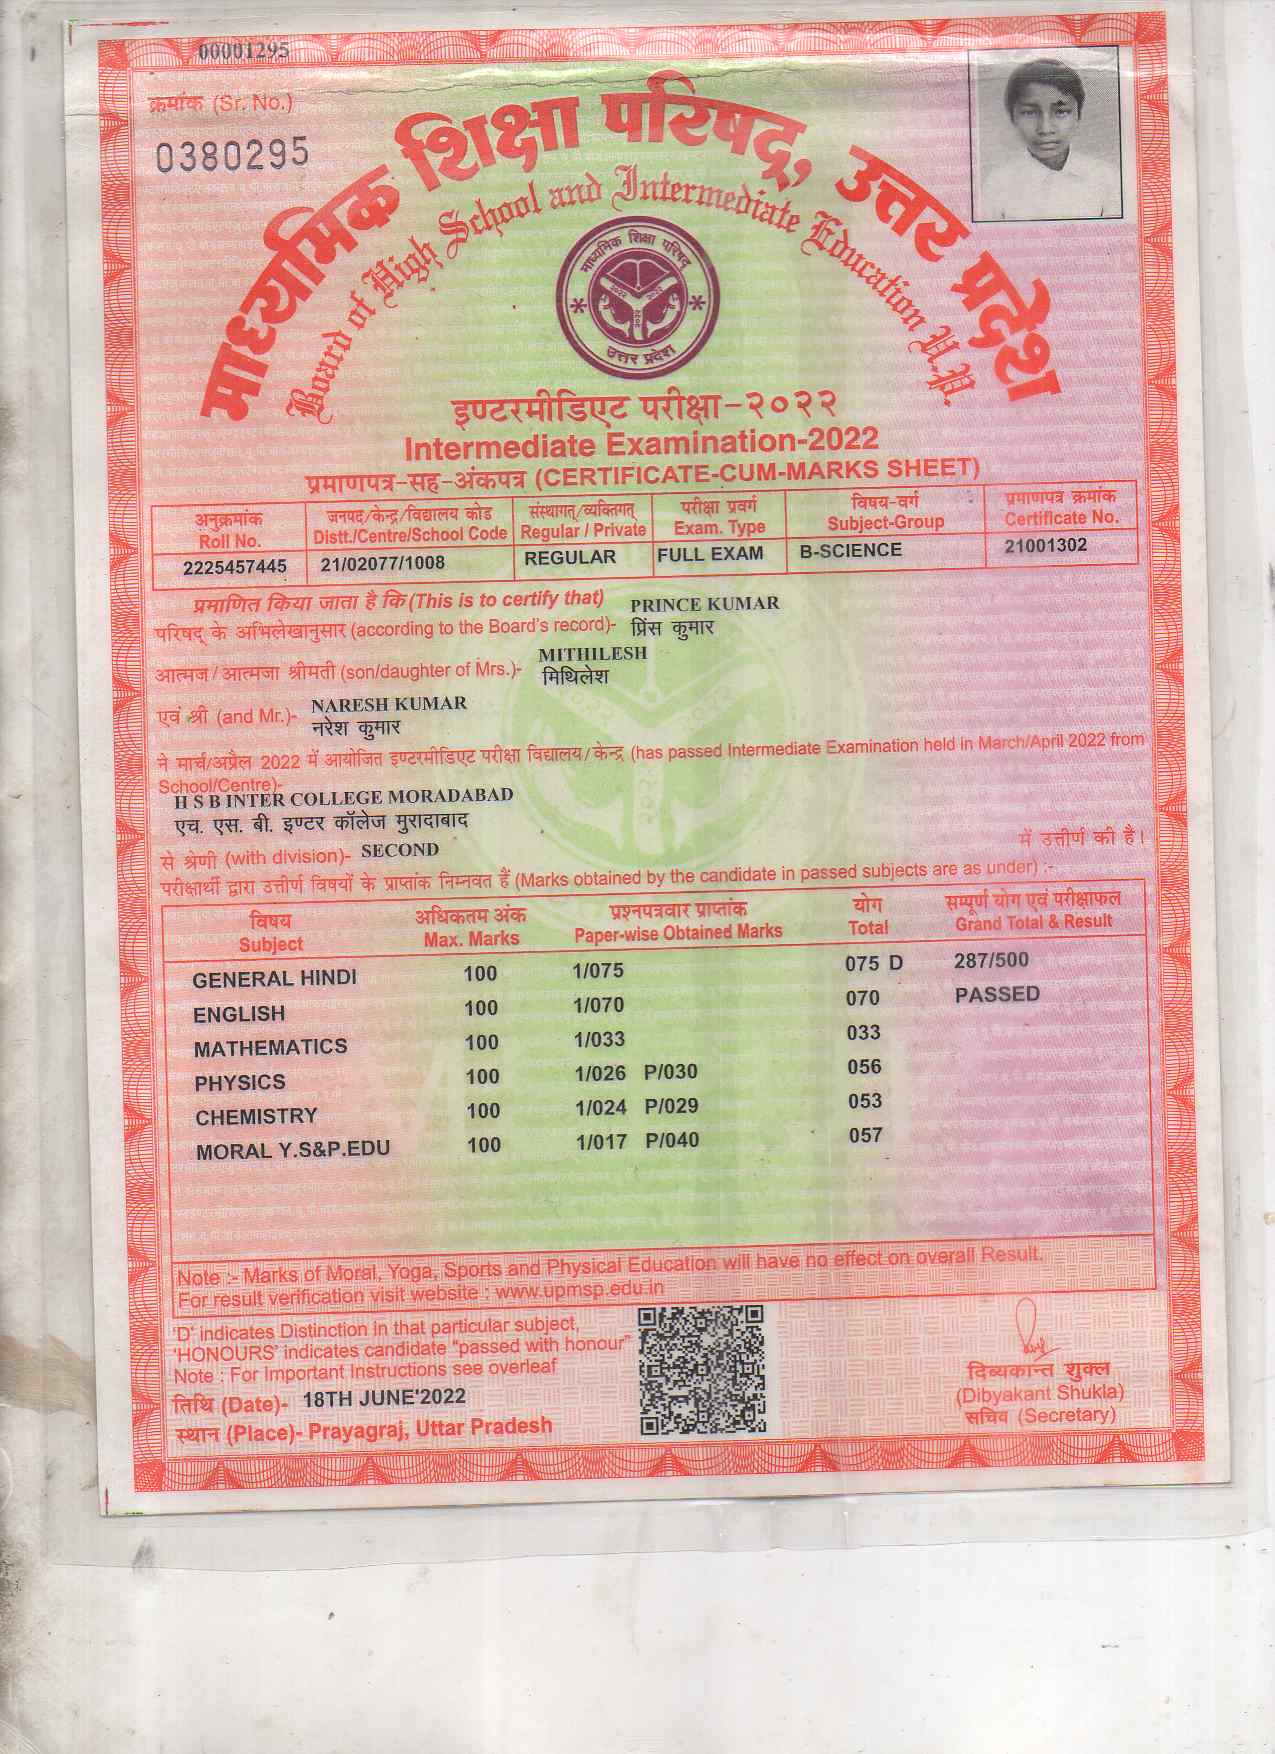 00001295
क्रमांक (Sr. No.)
0380295
माध्यमिक शिक्षा परिषद्, उत्तर प्रदेश
Board of High School and Intermediate Education U.P.
माध्यमिक शिक्षा परिषद्
उत्तर प्रदेश
इण्टरमीडिएट परीक्षा-२०२२
Intermediate Examination-2022
प्रमाणपत्र-सह-अंकपत्र (CERTIFICATE-CUM-MARKS SHEET)
अनुक्रमांक जनपद/केन्द्र/विद्यालय कोड संस्थागत्/व्यक्तिगत् परीक्षा प्रवर्ग विषय-वर्ग प्रमाणपत्र क्रमांक
Roll No. Distt./Centre/School Code Regular / Private Exam. Type Subject-Group Certificate No.
2225457445 21/02077/1008 REGULAR FULL EXAM B-SCIENCE 21001302
प्रमाणित किया जाता है कि (This is to certify that) PRINCE KUMAR
परिषद् के अभिलेखानुसार (according to the Board's record)- प्रिंस कुमार
MITHILESH
आत्मज/आत्मजा श्रीमती (son/daughter of Mrs.)- मिथिलेश
एवं श्री (and Mr.)- NARESH KUMAR
नरेश कुमार
ने मार्च/अप्रैल 2022 में आयोजित इण्टरमीडिएट परीक्षा विद्यालय/केन्द्र (has passed Intermediate Examination held in March/April 2022 from
School/Centre)-
H S B INTER COLLEGE MORADABAD
एच. एस. बी. इण्टर कॉलेज मुरादाबाद
से श्रेणी (with division)- SECOND में उत्तीर्ण की है।
परीक्षार्थी द्वारा उत्तीर्ण विषयों के प्राप्तांक निम्नवत हैं (Marks obtained by the candidate in passed subjects are as under) :-
विषय अधिकतम अंक प्रश्नपत्रवार प्राप्तांक योग सम्पूर्ण योग एवं परीक्षाफल
Subject Max. Marks Paper-wise Obtained Marks Total Grand Total & Result
GENERAL HINDI 100 1/075 075 D 287/500
ENGLISH 100 1/070 070 PASSED
MATHEMATICS 100 1/033 033
PHYSICS 100 1/026 P/030 056
CHEMISTRY 100 1/024 P/029 053
MORAL Y.S&P.EDU 100 1/017 P/040 057
Note :- Marks of Moral, Yoga, Sports and Physical Education will have no effect on overall Result.
For result verification visit website : www.upmsp.edu.in
'D' indicates Distinction in that particular subject,
'HONOURS' indicates candidate "passed with honour"
Note : For Important Instructions see overleaf
तिथि (Date)- 18TH JUNE'2022
स्थान (Place)- Prayagraj, Uttar Pradesh
दिब्यकान्त शुक्ल
(Dibyakant Shukla)
सचिव (Secretary)